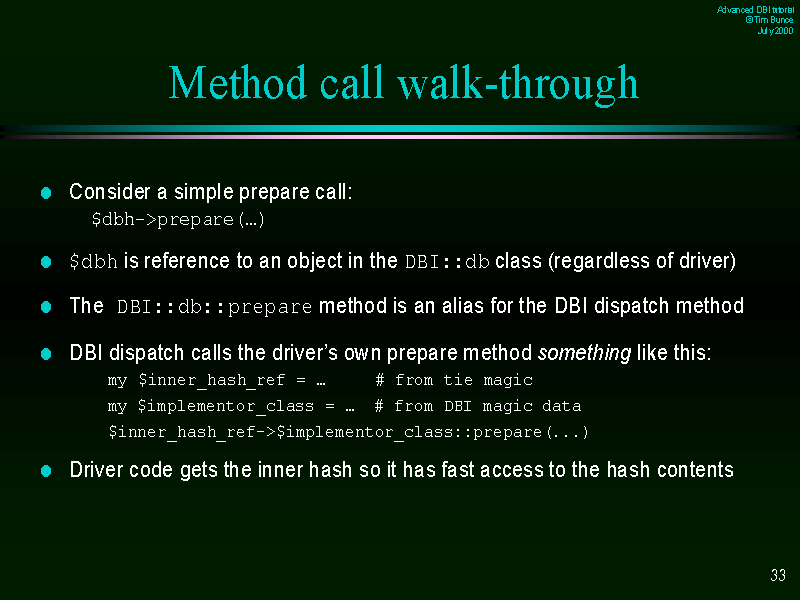 Advanced DBI tutorial
©Tim Bunce
July 2000
Method call walk-through
Consider a simple prepare call:
$dbh->prepare(…)
$dbh is reference to an object in the DBI::db class (regardless of driver)
The DBI::db::prepare method is an alias for the DBI dispatch method
DBI dispatch calls the driver’s own prepare method something like this:
my $inner_hash_ref = … # from tie magic
my $implementor_class = … # from DBI magic data
$inner_hash_ref->$implementor_class::prepare(...)
Driver code gets the inner hash so it has fast access to the hash contents
33